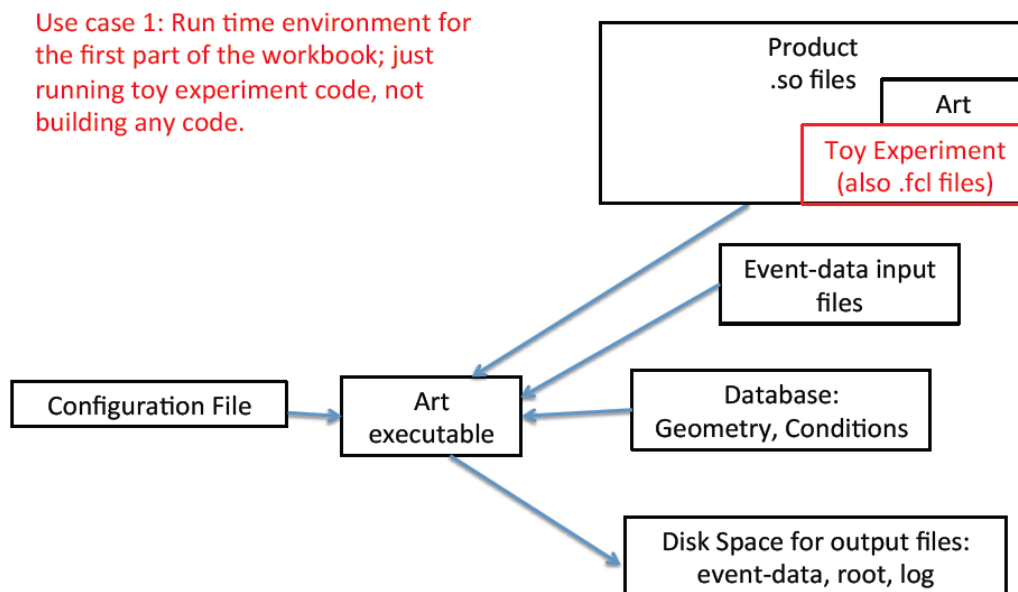 Use case 1: Run time environment for
the first part of the workbook; just
running toy experiment code, not
building any code.
Product
.so files
Art
Toy Experiment
(also .fcl files)
Event-data input
files
Configuration File
Art
executable
Database:
Geometry, Conditions
Disk Space for output files:
event-data, root, log